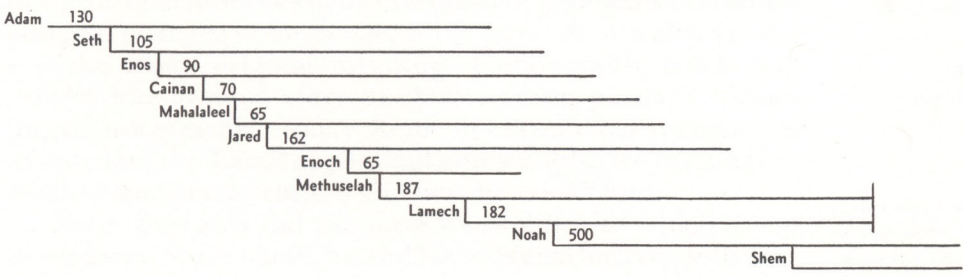 Adam 130
Seth 105
Enos 90
Cainan 70
Mahalaleel 65
Jared 162
Enoch 65
Methuselah 187
Lamech 182
Noah 500
Shem